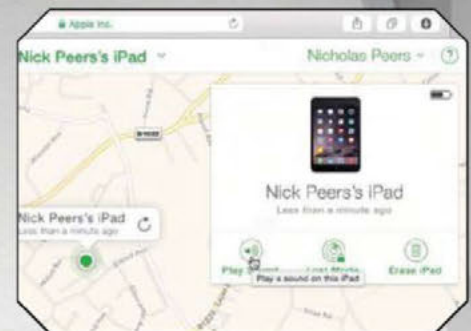 Apple Inc.
Nick Peers's iPad
Nicholas Peers
?
Nick Peers's iPad
Less than a minute ago
Nick Peers's iPad
Less than a minute ago
Play Sound
Lost Mode
Erase iPad
Play a sound on this iPad